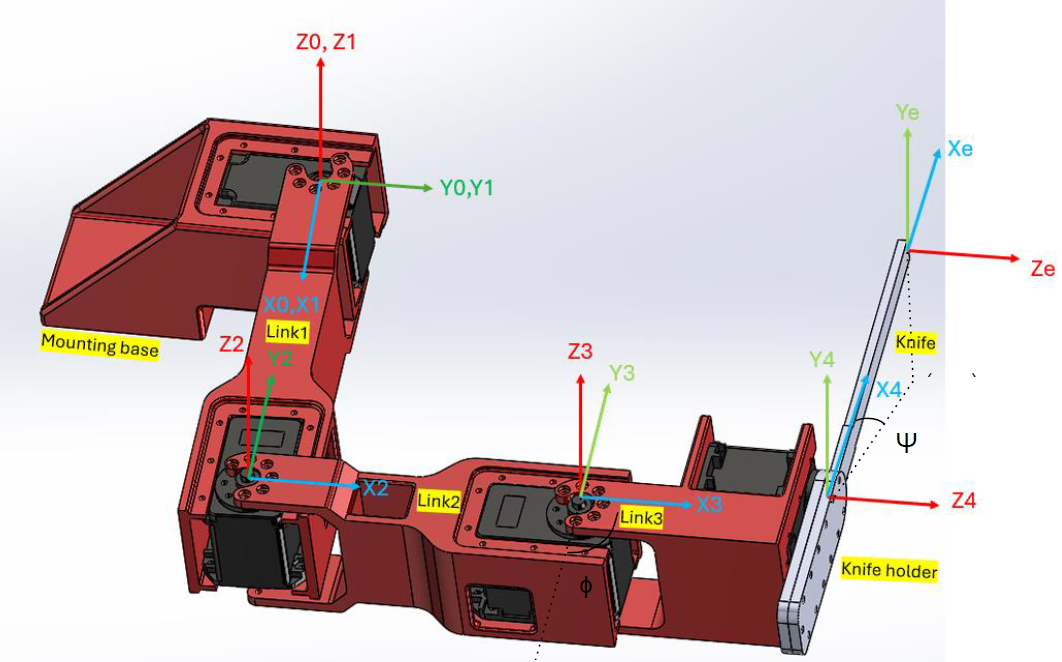 Z0, Z1
Ye
Xe
Y0,Y1
Ze
X0,X1
Link1
Mounting base
Z2
Y2
Knife
Z3
Y3
Y4
X4
Ψ
X2
Link2
X3
Link3
Z4
Knife holder
ϕ